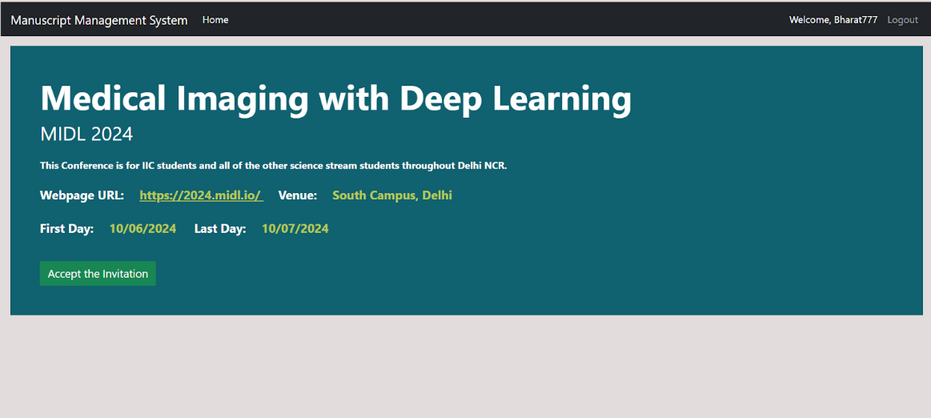 Manuscript Management System Home Welcome, Bharat777 Logout
Medical Imaging with Deep Learning
MIDL 2024
This Conference is for IIC students and all of the other science stream students throughout Delhi NCR.
Webpage URL: https://2024.midl.io/ Venue: South Campus, Delhi
First Day: 10/06/2024 Last Day: 10/07/2024
Accept the Invitation